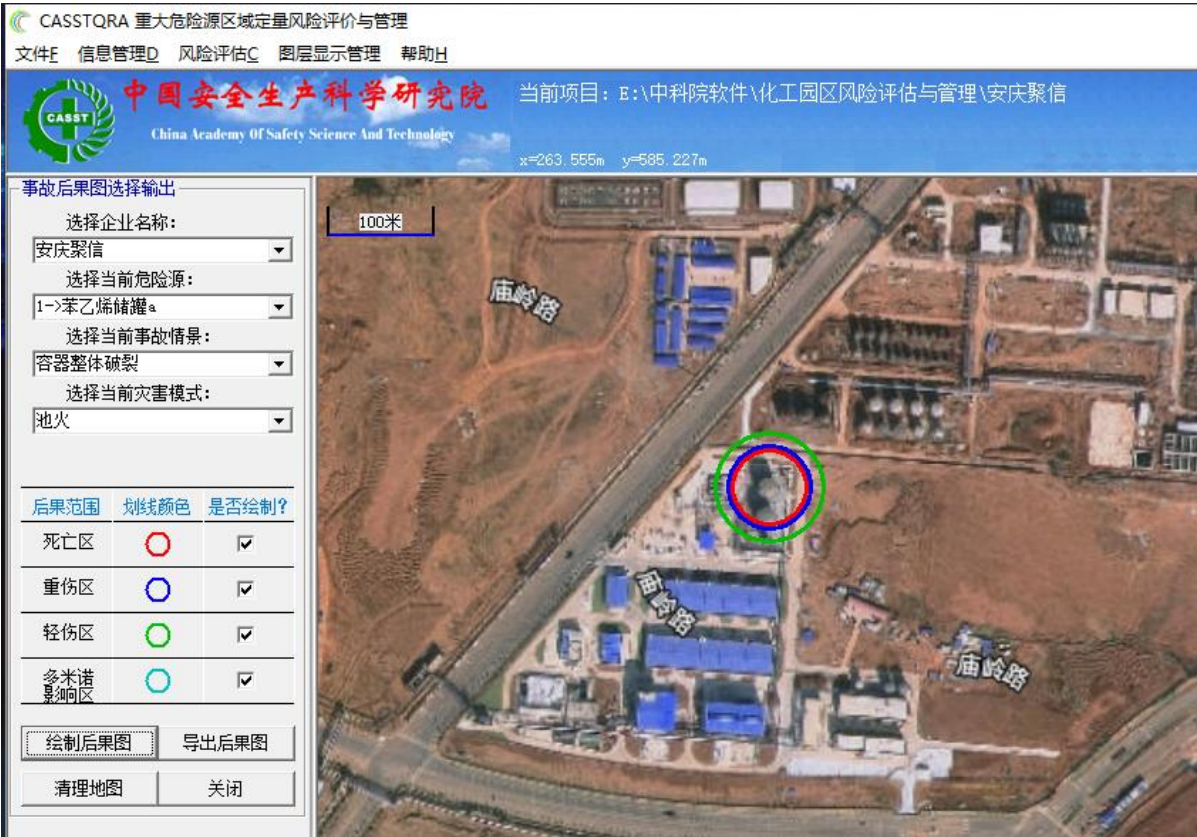 CASSTQRA 重大危险源区域定量风险评价与管理
文件F 信息管理D 风险评估C 图层显示管理 帮助H
CASST
中国安全生产科学研究院
China Academy Of Safety Science And Technology
当前项目：E:\中科院软件\化工园区风险评估与管理\安庆聚信
x=263.555m y=585.227m
事故后果图选择输出
选择企业名称：
安庆聚信
选择当前危险源：
1->苯乙烯储罐a
选择当前事故情景：
容器整体破裂
选择当前灾害模式：
池火
后果范围 划线颜色 是否绘制？
死亡区
重伤区
轻伤区
多米诺
影响区
绘制后果图 导出后果图
清理地图 关闭
100米
庙岭路
庙岭路
庙岭路